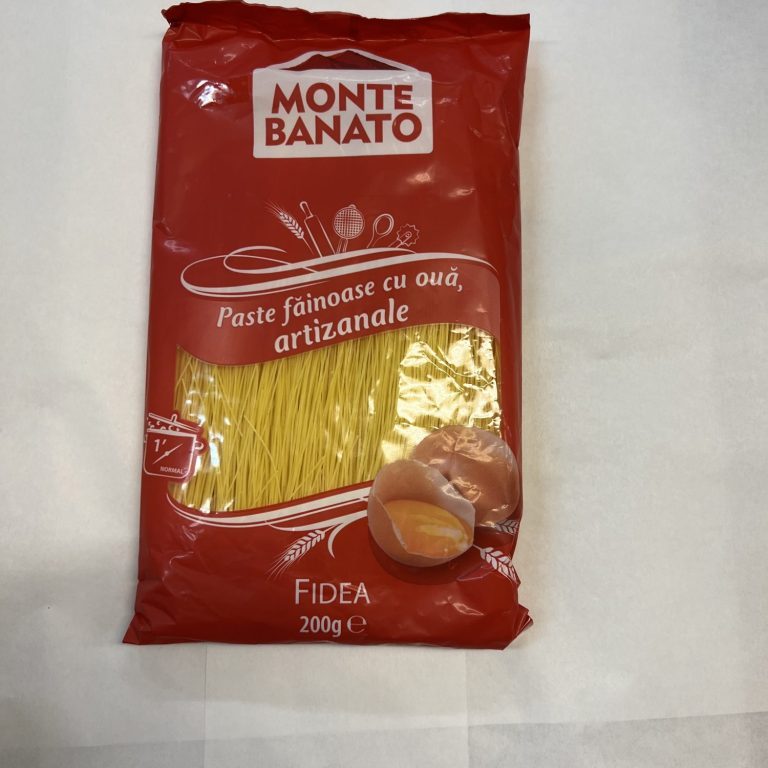 MONTE
BANATO
Paste făinoase cu ouă,
artizanale
1'
NORMAL
FIDEA
200g ℮